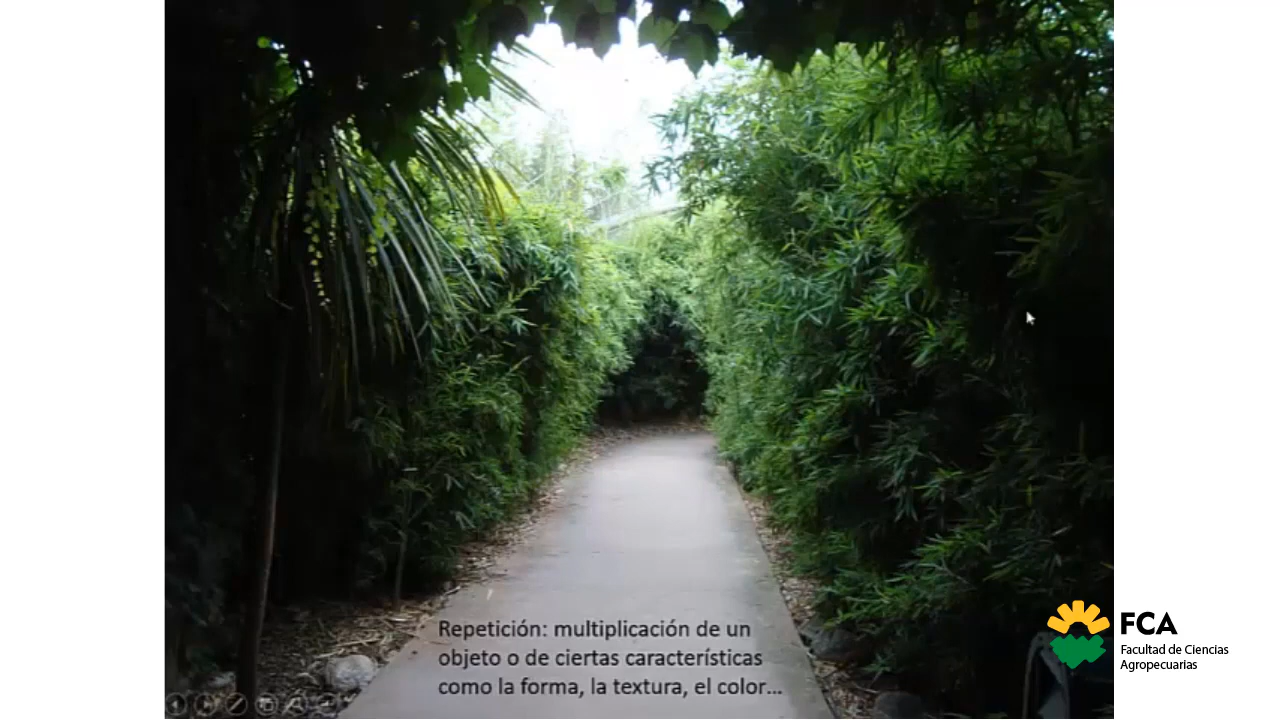 Repetición: multiplicación de un
objeto o de ciertas características
como la forma, la textura, el color...
FCA
Facultad de Ciencias
Agropecuarias